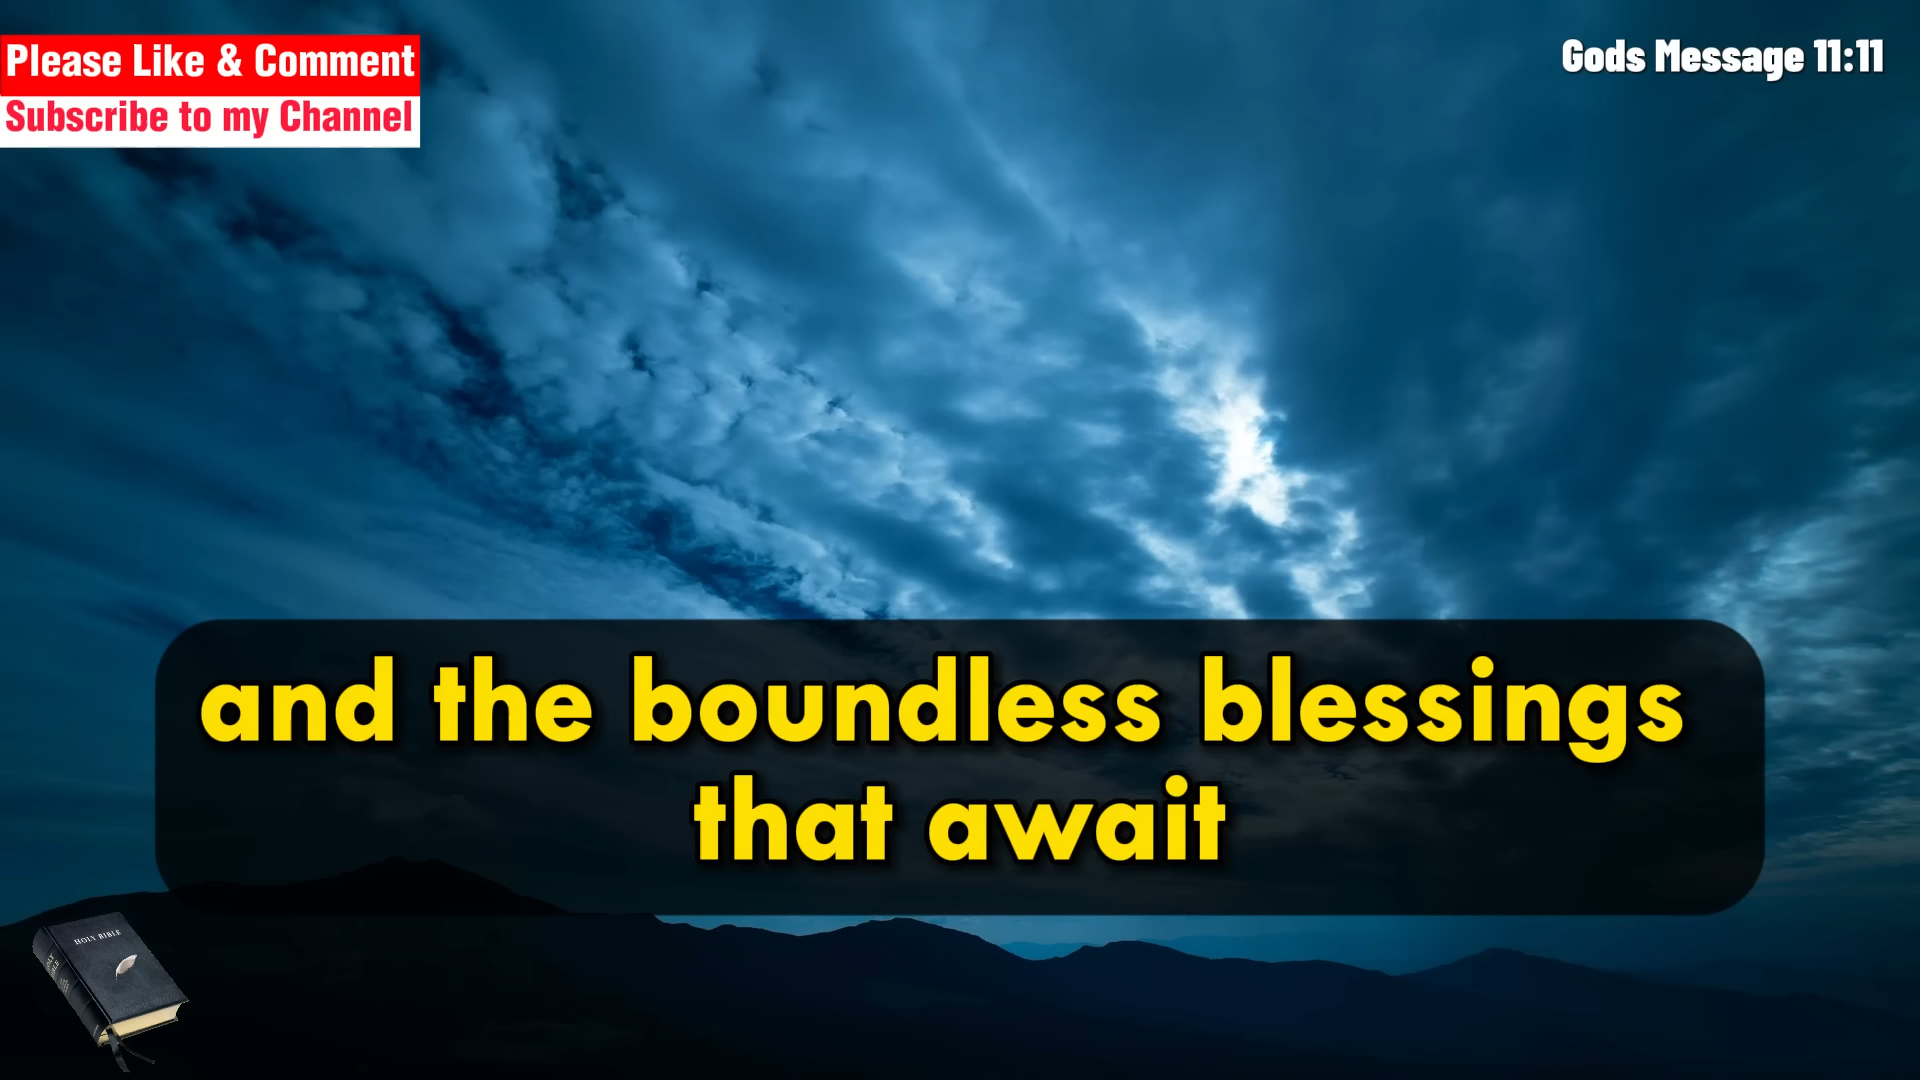 Please Like & Comment
Subscribe to my Channel
Gods Message 11:11
and the boundless blessings
that await
HOLY BIBLE